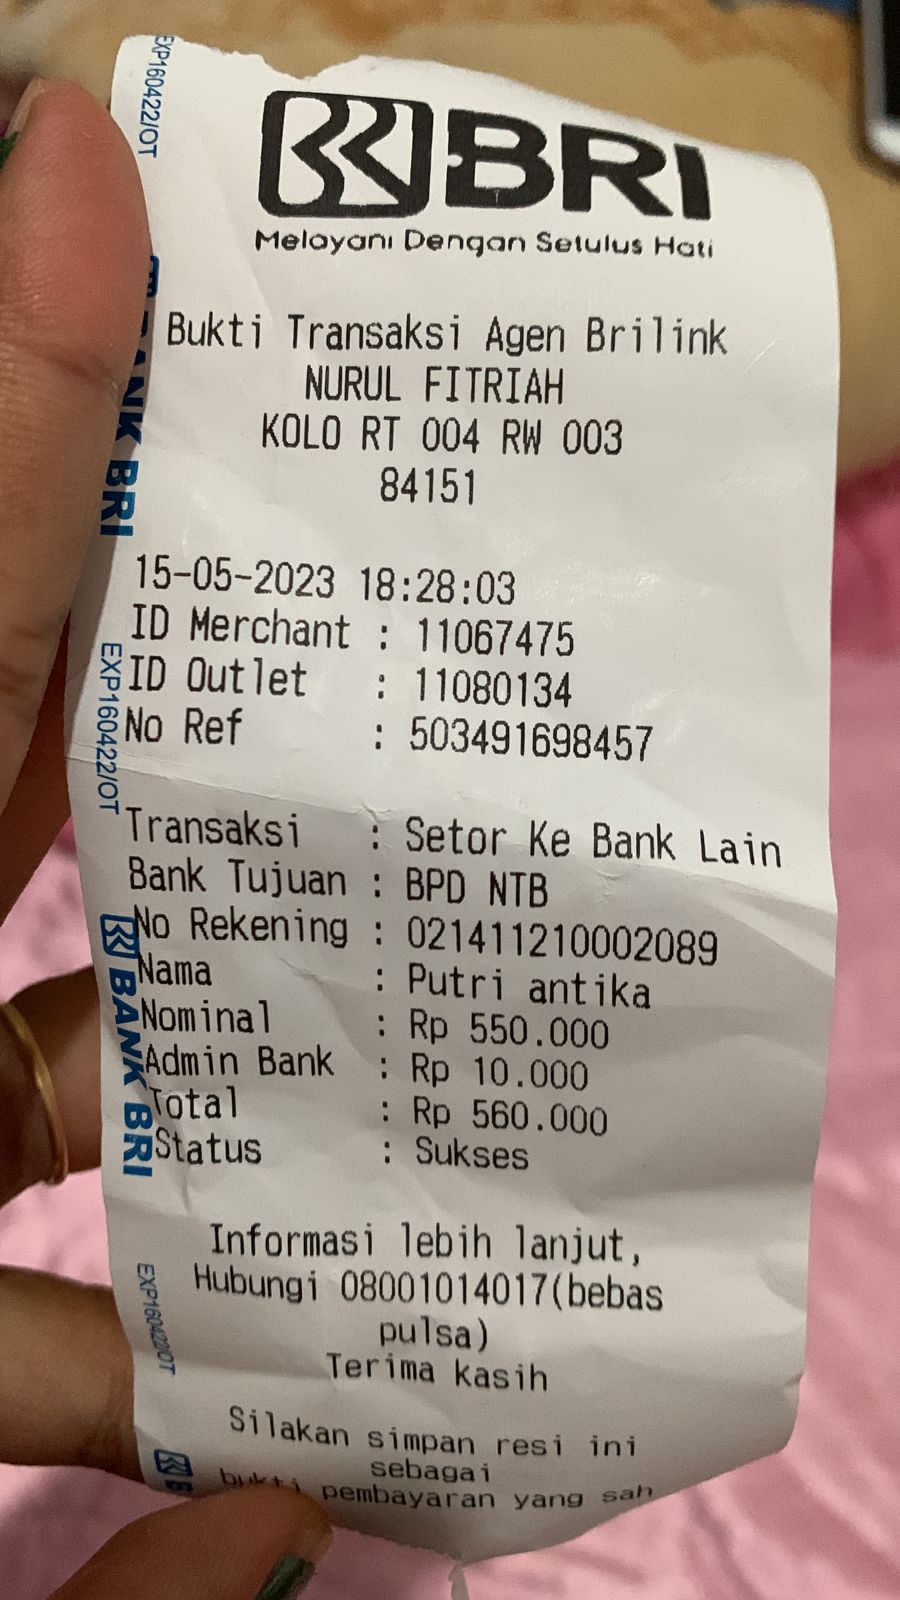 BRI
Melayani Dengan Setulus Hati
Bukti Transaksi Agen Brilink
NURUL FITRIAH
KOLO RT 004 RW 003
84151
15-05-2023 18:28:03
ID Merchant : 11067475
ID Outlet : 11080134
No Ref : 503491698457
Transaksi : Setor Ke Bank Lain
Bank Tujuan : BPD NTB
No Rekening : 021411210002089
Nama : Putri antika
Nominal : Rp 550.000
Admin Bank : Rp 10.000
Total : Rp 560.000
Status : Sukses
Informasi lebih lanjut,
Hubungi 08001014017(bebas
pulsa)
Terima kasih
Silakan simpan resi ini
sebagai
bukti pembayaran yang sah
EXP160422/OT
BANK BRI
EXP160422/OT
BANK BRI
EXP160422/OT
B